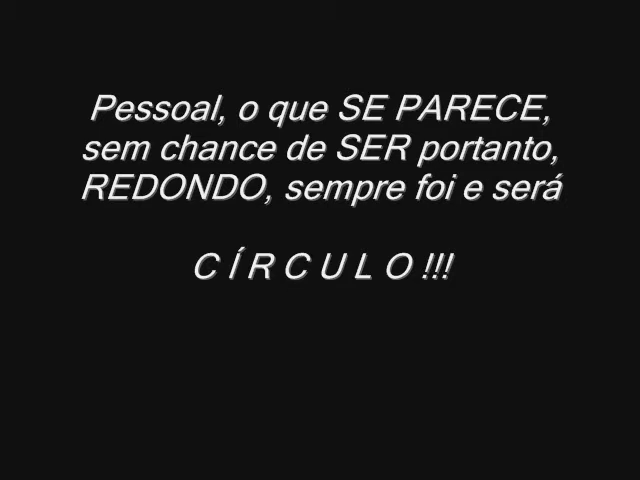 Pessoal, o que SE PARECE,
sem chance de SER portanto,
REDONDO, sempre foi e será
C Í R C U L O !!!